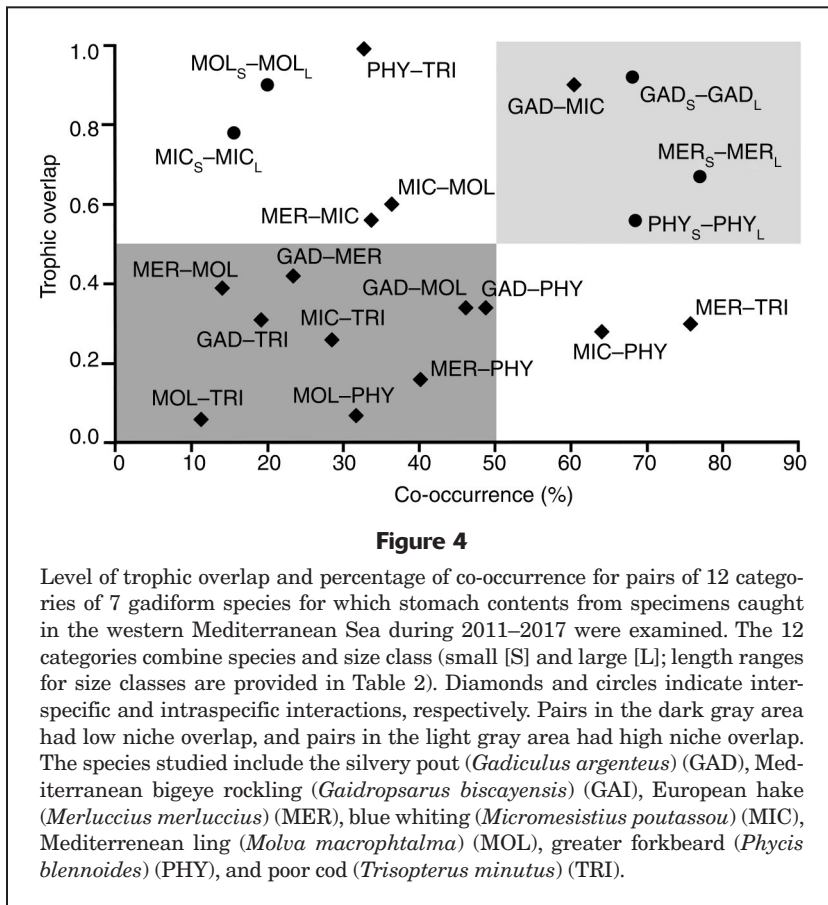 1.0
0.8
0.6
0.4
0.2
0.0
Trophic overlap
MOLS–MOLL
PHY–TRI
GAD–MIC
GADS–GADL
MICS–MICL
MERS–MERL
MIC–MOL
MER–MIC
PHYS–PHYL
MER–MOL
GAD–MER
GAD–MOL
GAD–PHY
GAD–TRI
MIC–TRI
MER–TRI
MIC–PHY
MER–PHY
MOL–TRI
MOL–PHY
0 10 20 30 40 50 60 70 80 90
Co-occurrence (%)
Figure 4
Level of trophic overlap and percentage of co-occurrence for pairs of 12 catego-
ries of 7 gadiform species for which stomach contents from specimens caught
in the western Mediterranean Sea during 2011–2017 were examined. The 12
categories combine species and size class (small [S] and large [L]; length ranges
for size classes are provided in Table 2). Diamonds and circles indicate inter-
specific and intraspecific interactions, respectively. Pairs in the dark gray area
had low niche overlap, and pairs in the light gray area had high niche overlap.
The species studied include the silvery pout (Gadiculus argenteus) (GAD), Med-
iterranean bigeye rockling (Gaidropsarus biscayensis) (GAI), European hake
(Merluccius merluccius) (MER), blue whiting (Micromesistius poutassou) (MIC),
Mediterrenean ling (Molva macrophtalma) (MOL), greater forkbeard (Phycis
blennoides) (PHY), and poor cod (Trisopterus minutus) (TRI).